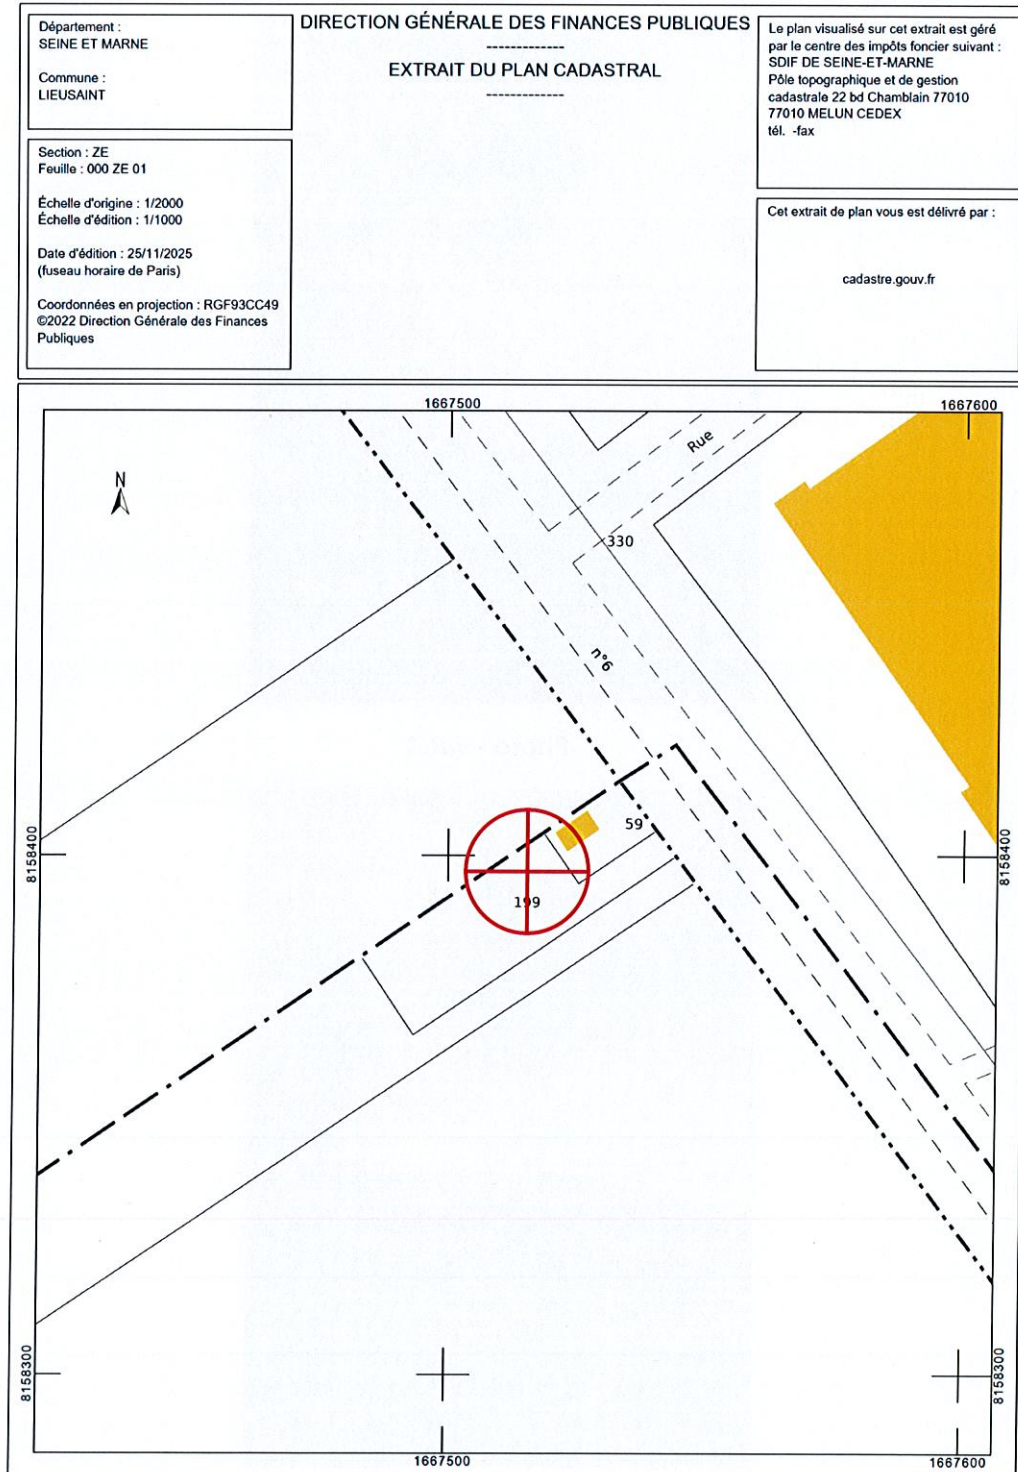 Département :
SEINE ET MARNE
Commune :
LIEUSAINT
Section : ZE
Feuille : 000 ZE 01
Échelle d'origine : 1/2000
Échelle d'édition : 1/1000
Date d'édition : 25/11/2025
(fuseau horaire de Paris)
Coordonnées en projection : RGF93CC49
©2022 Direction Générale des Finances
Publiques
DIRECTION GÉNÉRALE DES FINANCES PUBLIQUES
-------------
EXTRAIT DU PLAN CADASTRAL
-------------
Le plan visualisé sur cet extrait est géré
par le centre des impôts foncier suivant :
SDIF DE SEINE-ET-MARNE
Pôle topographique et de gestion
cadastrale 22 bd Chamblain 77010
77010 MELUN CEDEX
tél. -fax
Cet extrait de plan vous est délivré par :
cadastre.gouv.fr
1667500
1667600
N
Rue
330
n°6
59
8158400
8158400
199
8158300
8158300
1667500
1667600